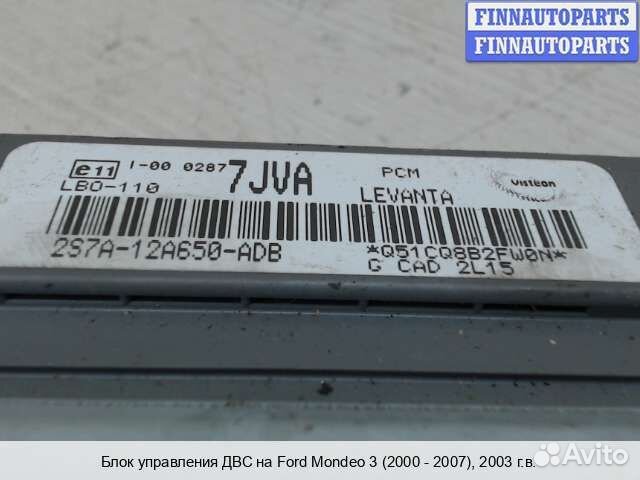 FINNAUTOPARTS
FINNAUTOPARTS
e11 I-00 0287 7JVA PCM Visteon
LBO-110 LEVANTA
2S7A-12A650-ADB *Q51CQ8B2FW0N*
G CAD 2L15
Avito
Блок управления ДВС на Ford Mondeo 3 (2000 - 2007), 2003 г.в.